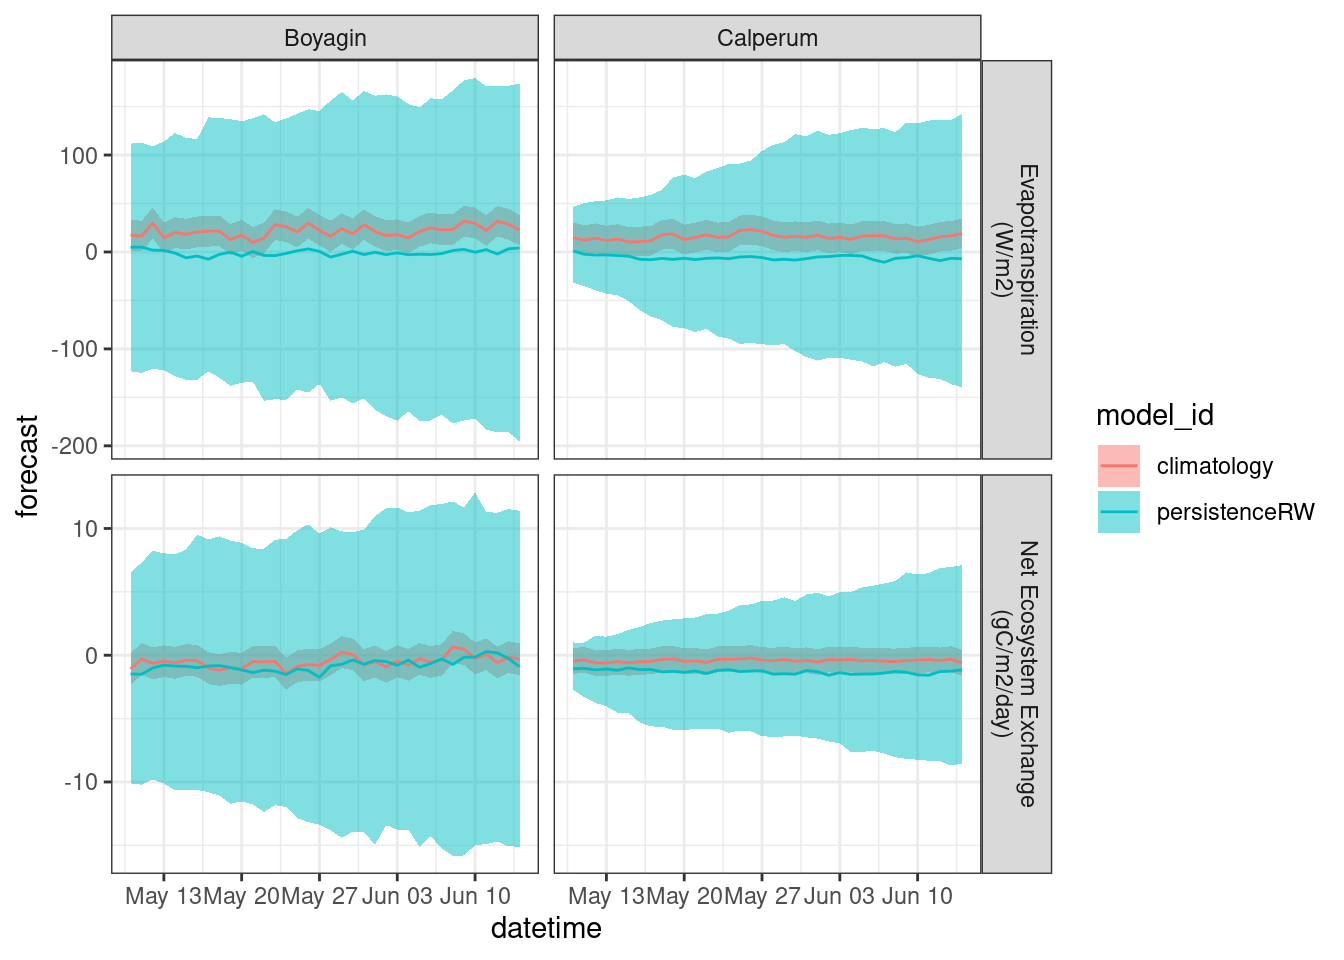 Boyagin
Calperum
100
0
-100
-200
Evapotranspiration
(W/m2)
10
0
-10
Net Ecosystem Exchange
(gC/m2/day)
forecast
May 13 May 20 May 27 Jun 03 Jun 10
May 13 May 20 May 27 Jun 03 Jun 10
datetime
model_id
climatology
persistenceRW